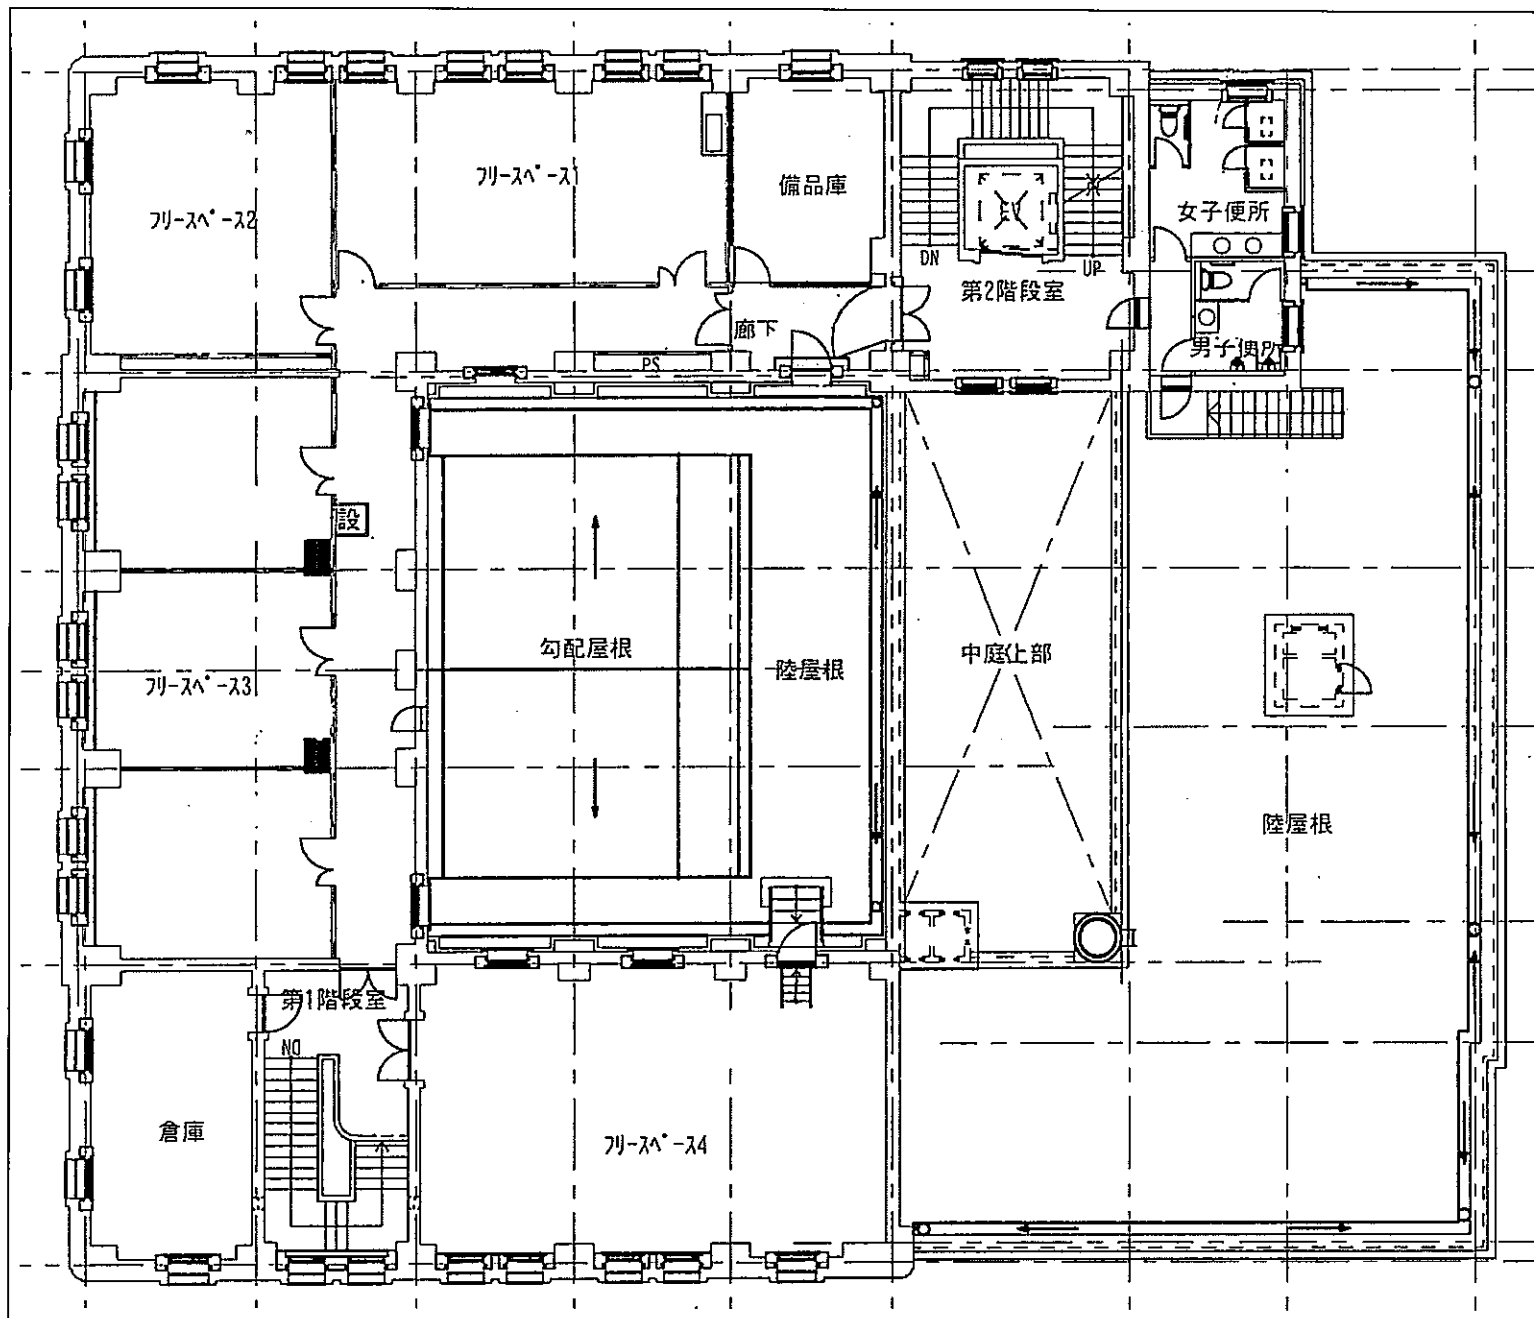 フリースペース1
備品庫
フリースペース2
女子便所
EV
DN
UP
第2階段室
廊下
男子便所
PS
設
勾配屋根
陸屋根
中庭上部
フリースペース3
陸屋根
第1階段室
DN
倉庫
フリースペース4